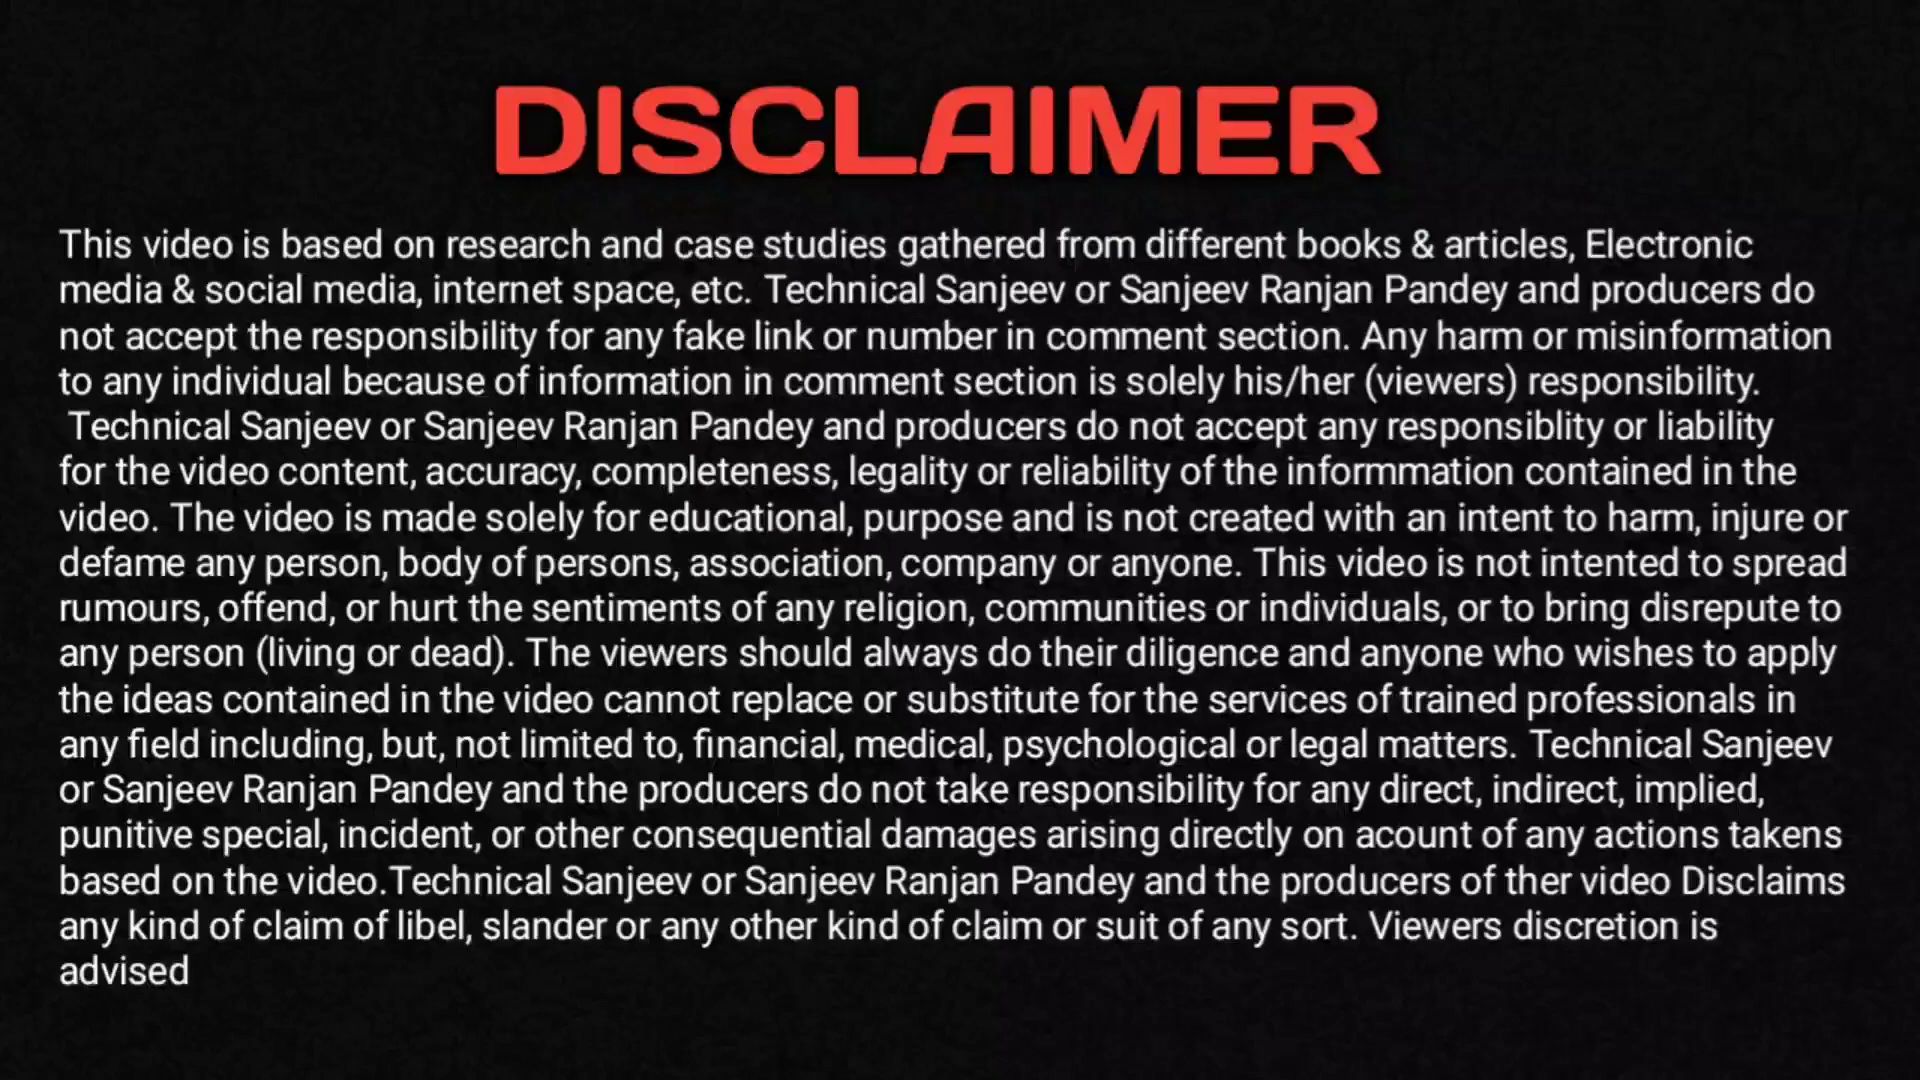 DISCLAIMER
This video is based on research and case studies gathered from different books & articles, Electronic
media & social media, internet space, etc. Technical Sanjeev or Sanjeev Ranjan Pandey and producers do
not accept the responsibility for any fake link or number in comment section. Any harm or misinformation
to any individual because of information in comment section is solely his/her (viewers) responsibility.
Technical Sanjeev or Sanjeev Ranjan Pandey and producers do not accept any responsiblity or liability
for the video content, accuracy, completeness, legality or reliability of the informmation contained in the
video. The video is made solely for educational, purpose and is not created with an intent to harm, injure or
defame any person, body of persons, association, company or anyone. This video is not intented to spread
rumours, offend, or hurt the sentiments of any religion, communities or individuals, or to bring disrepute to
any person (living or dead). The viewers should always do their diligence and anyone who wishes to apply
the ideas contained in the video cannot replace or substitute for the services of trained professionals in
any field including, but, not limited to, financial, medical, psychological or legal matters. Technical Sanjeev
or Sanjeev Ranjan Pandey and the producers do not take responsibility for any direct, indirect, implied,
punitive special, incident, or other consequential damages arising directly on acount of any actions takens
based on the video.Technical Sanjeev or Sanjeev Ranjan Pandey and the producers of ther video Disclaims
any kind of claim of libel, slander or any other kind of claim or suit of any sort. Viewers discretion is
advised